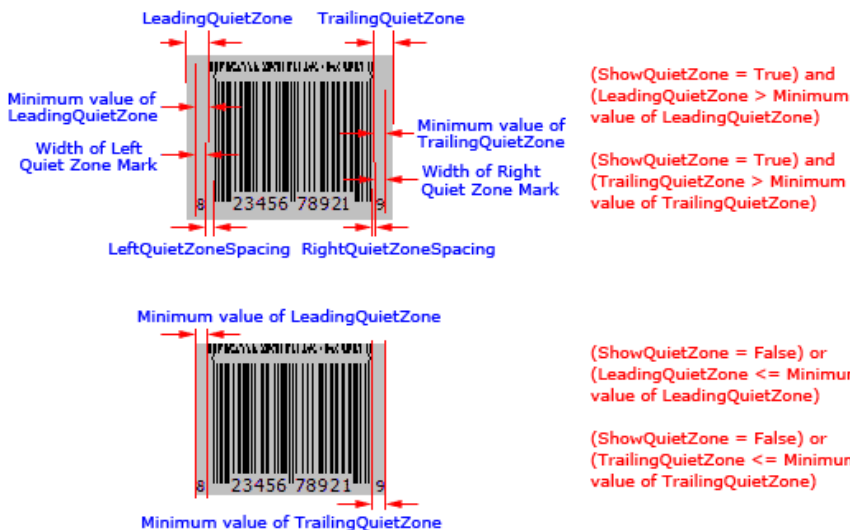 LeadingQuietZone TrailingQuietZone
Minimum value of
LeadingQuietZone
Width of Left
Quiet Zone Mark
Minimum value of
TrailingQuietZone
Width of Right
Quiet Zone Mark
8 23456 78921 9
LeftQuietZoneSpacing RightQuietZoneSpacing
(ShowQuietZone = True) and
(LeadingQuietZone > Minimum
value of LeadingQuietZone)
(ShowQuietZone = True) and
(TrailingQuietZone > Minimum
value of TrailingQuietZone)
Minimum value of LeadingQuietZone
8 23456 78921 9
Minimum value of TrailingQuietZone
(ShowQuietZone = False) or
(LeadingQuietZone <= Minimum
value of LeadingQuietZone)
(ShowQuietZone = False) or
(TrailingQuietZone <= Minimum
value of TrailingQuietZone)